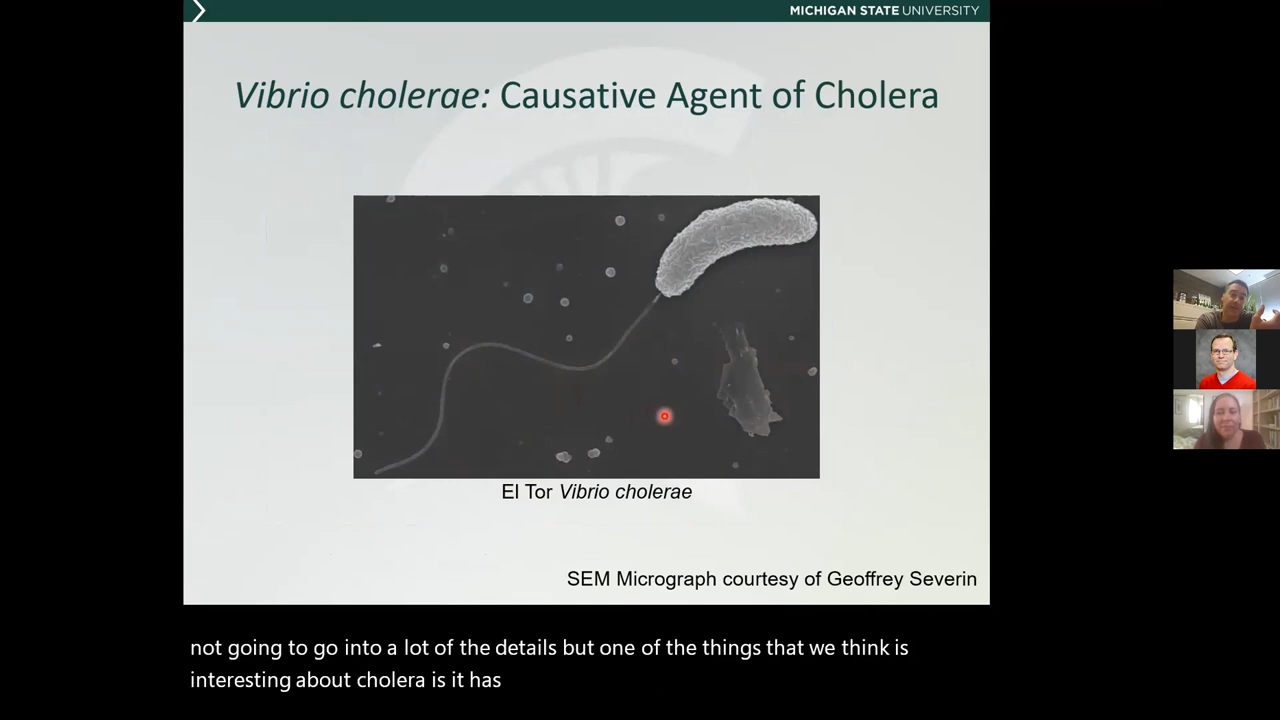 MICHIGAN STATE UNIVERSITY
Vibrio cholerae: Causative Agent of Cholera
El Tor Vibrio cholerae
SEM Micrograph courtesy of Geoffrey Severin
not going to go into a lot of the details but one of the things that we think is
interesting about cholera is it has